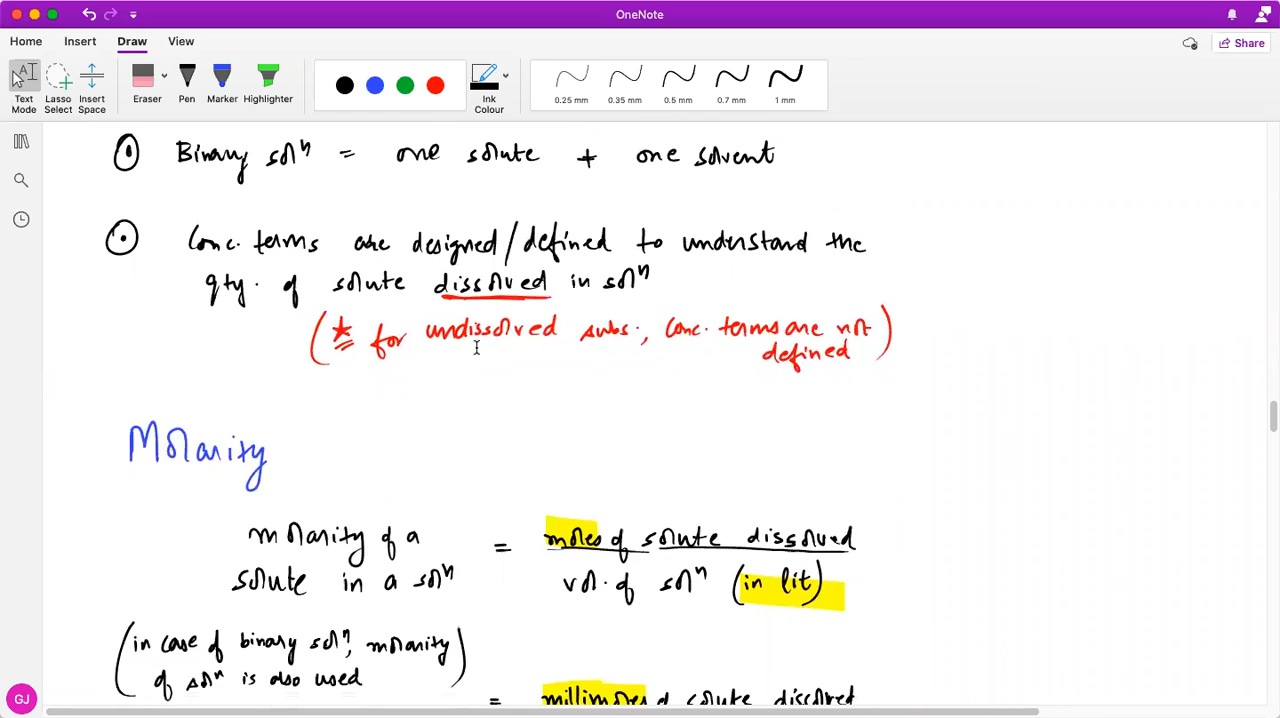 OneNote
Home Insert Draw View Share
Text Mode Lasso Select Insert Space Eraser Pen Marker Highlighter Ink Colour 0.25 mm 0.35 mm 0.5 mm 0.7 mm 1 mm
Binary solⁿ = one solute + one solvent
Conc. terms are designed/defined to understand the
qty. of solute dissolved in solⁿ
(* for undissolved subs., conc. terms are not
defined)
Molarity
molarity of a
solute in a solⁿ
=
moles of solute dissolved
vol. of solⁿ (in lit)
(in case of binary solⁿ, molarity
of solⁿ is also used)
= millimoles of solute dissolved
GJ